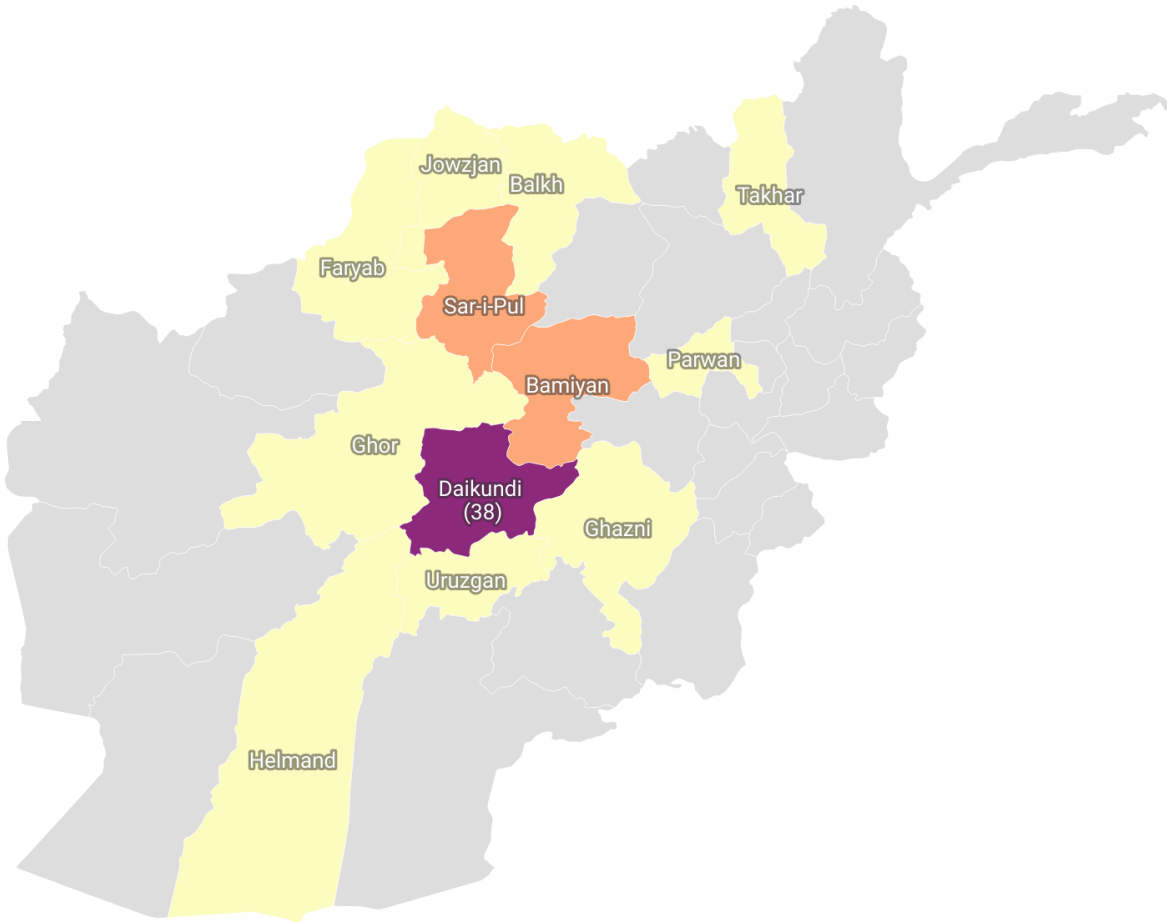 Jowzjan
Balkh
Takhar
Faryab
Sar-i-Pul
Parwan
Bamiyan
Ghor
Daikundi
(38)
Ghazni
Uruzgan
Helmand